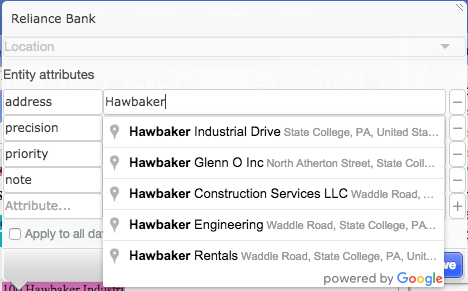 Reliance Bank
Location
Entity attributes
address Hawbaker
precision
priority
note
Attribute...
Hawbaker Industrial Drive State College, PA, United Sta...
Hawbaker Glenn O Inc North Atherton Street, State Coll...
Hawbaker Construction Services LLC Waddle Road, ...
Hawbaker Engineering Waddle Road, State College, PA...
Hawbaker Rentals Waddle Road, State College, PA, Unit...
Apply to all da
powered by Google
Hawbaker Industri